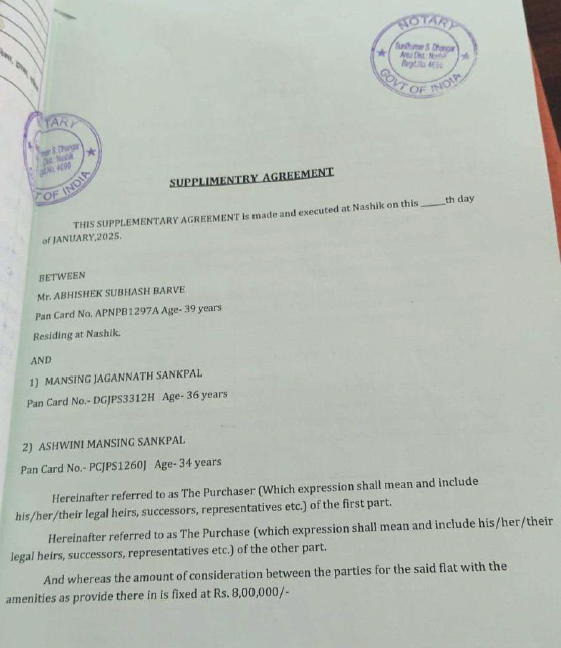 NOTARY
Area Dist. Nashik
Regd.No. 4690
GOVT OF INDIA
TARY
S. Dhangar
Dist. Nashik
No. 4690
T OF INDIA
SUPPLIMENTRY AGREEMENT
THIS SUPPLEMENTARY AGREEMENT is made and executed at Nashik on this _____th day
of JANUARY,2025.
BETWEEN
Mr. ABHISHEK SUBHASH BARVE
Pan Card No. APNPB1297A Age- 39 years
Residing at Nashik.
AND
1) MANSING JAGANNATH SANKPAL
Pan Card No.- DGJPS3312H Age- 36 years
2) ASHWINI MANSING SANKPAL
Pan Card No.- PCJPS1260J Age- 34 years
Hereinafter referred to as The Purchaser (Which expression shall mean and include
his/her/their legal heirs, successors, representatives etc.) of the first part.
Hereinafter referred to as The Purchase (which expression shall mean and include his/her/their
legal heirs, successors, representatives etc.) of the other part.
And whereas the amount of consideration between the parties for the said flat with the
amenities as provide there in is fixed at Rs. 8,00,000/-